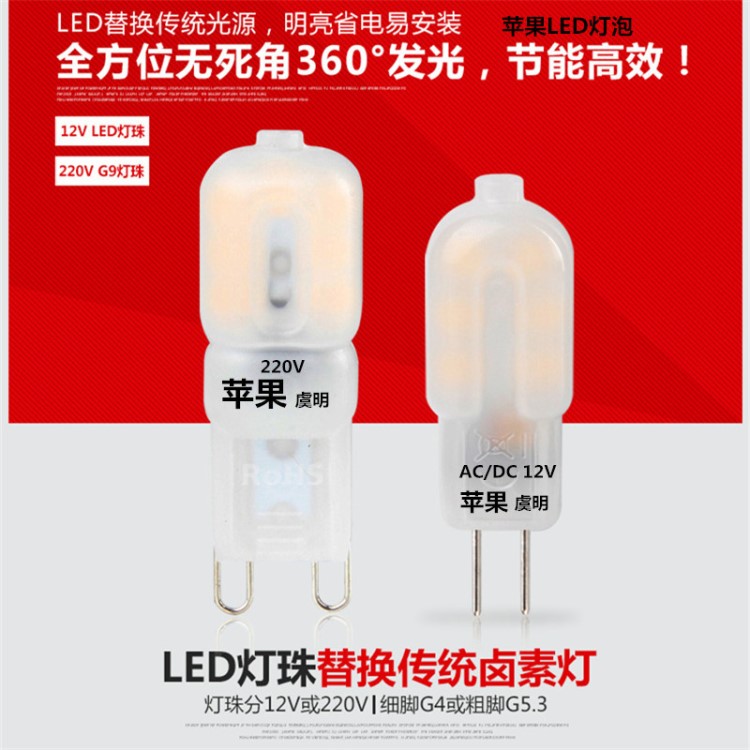 LED替换传统光源，明亮省电易安装
苹果LED灯泡
全方位无死角360°发光，节能高效！
12V LED灯珠
220V G9灯珠
220V
苹果 虞明
RoHS
AC/DC 12V
苹果 虞明
LED灯珠替换传统卤素灯
灯珠分12V或220V|细脚G4或粗脚G5.3